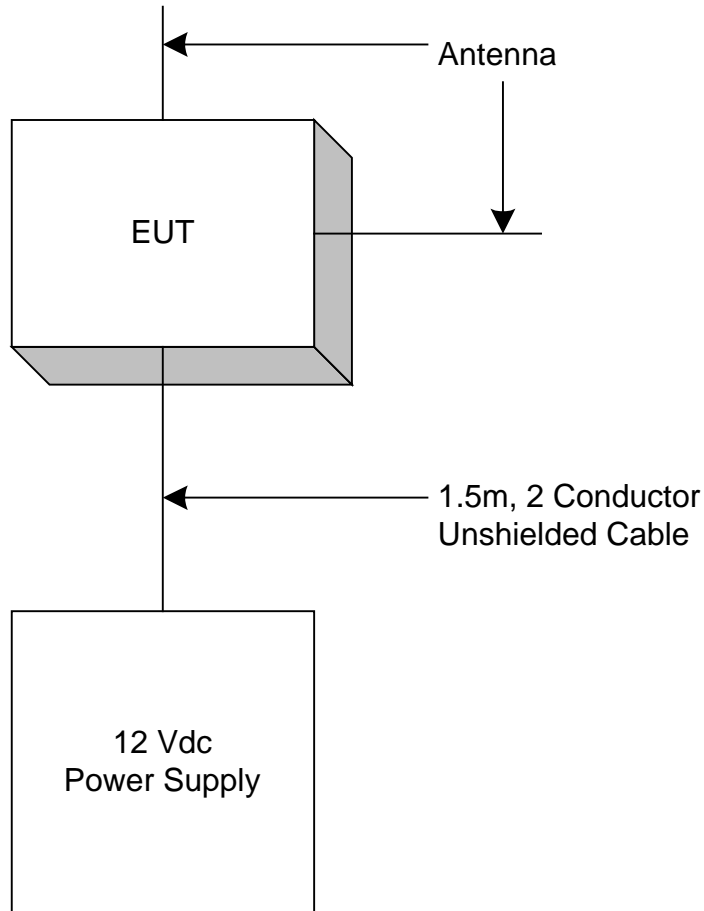 Antenna
EUT
1.5m, 2 Conductor
Unshielded Cable
12 Vdc
Power Supply